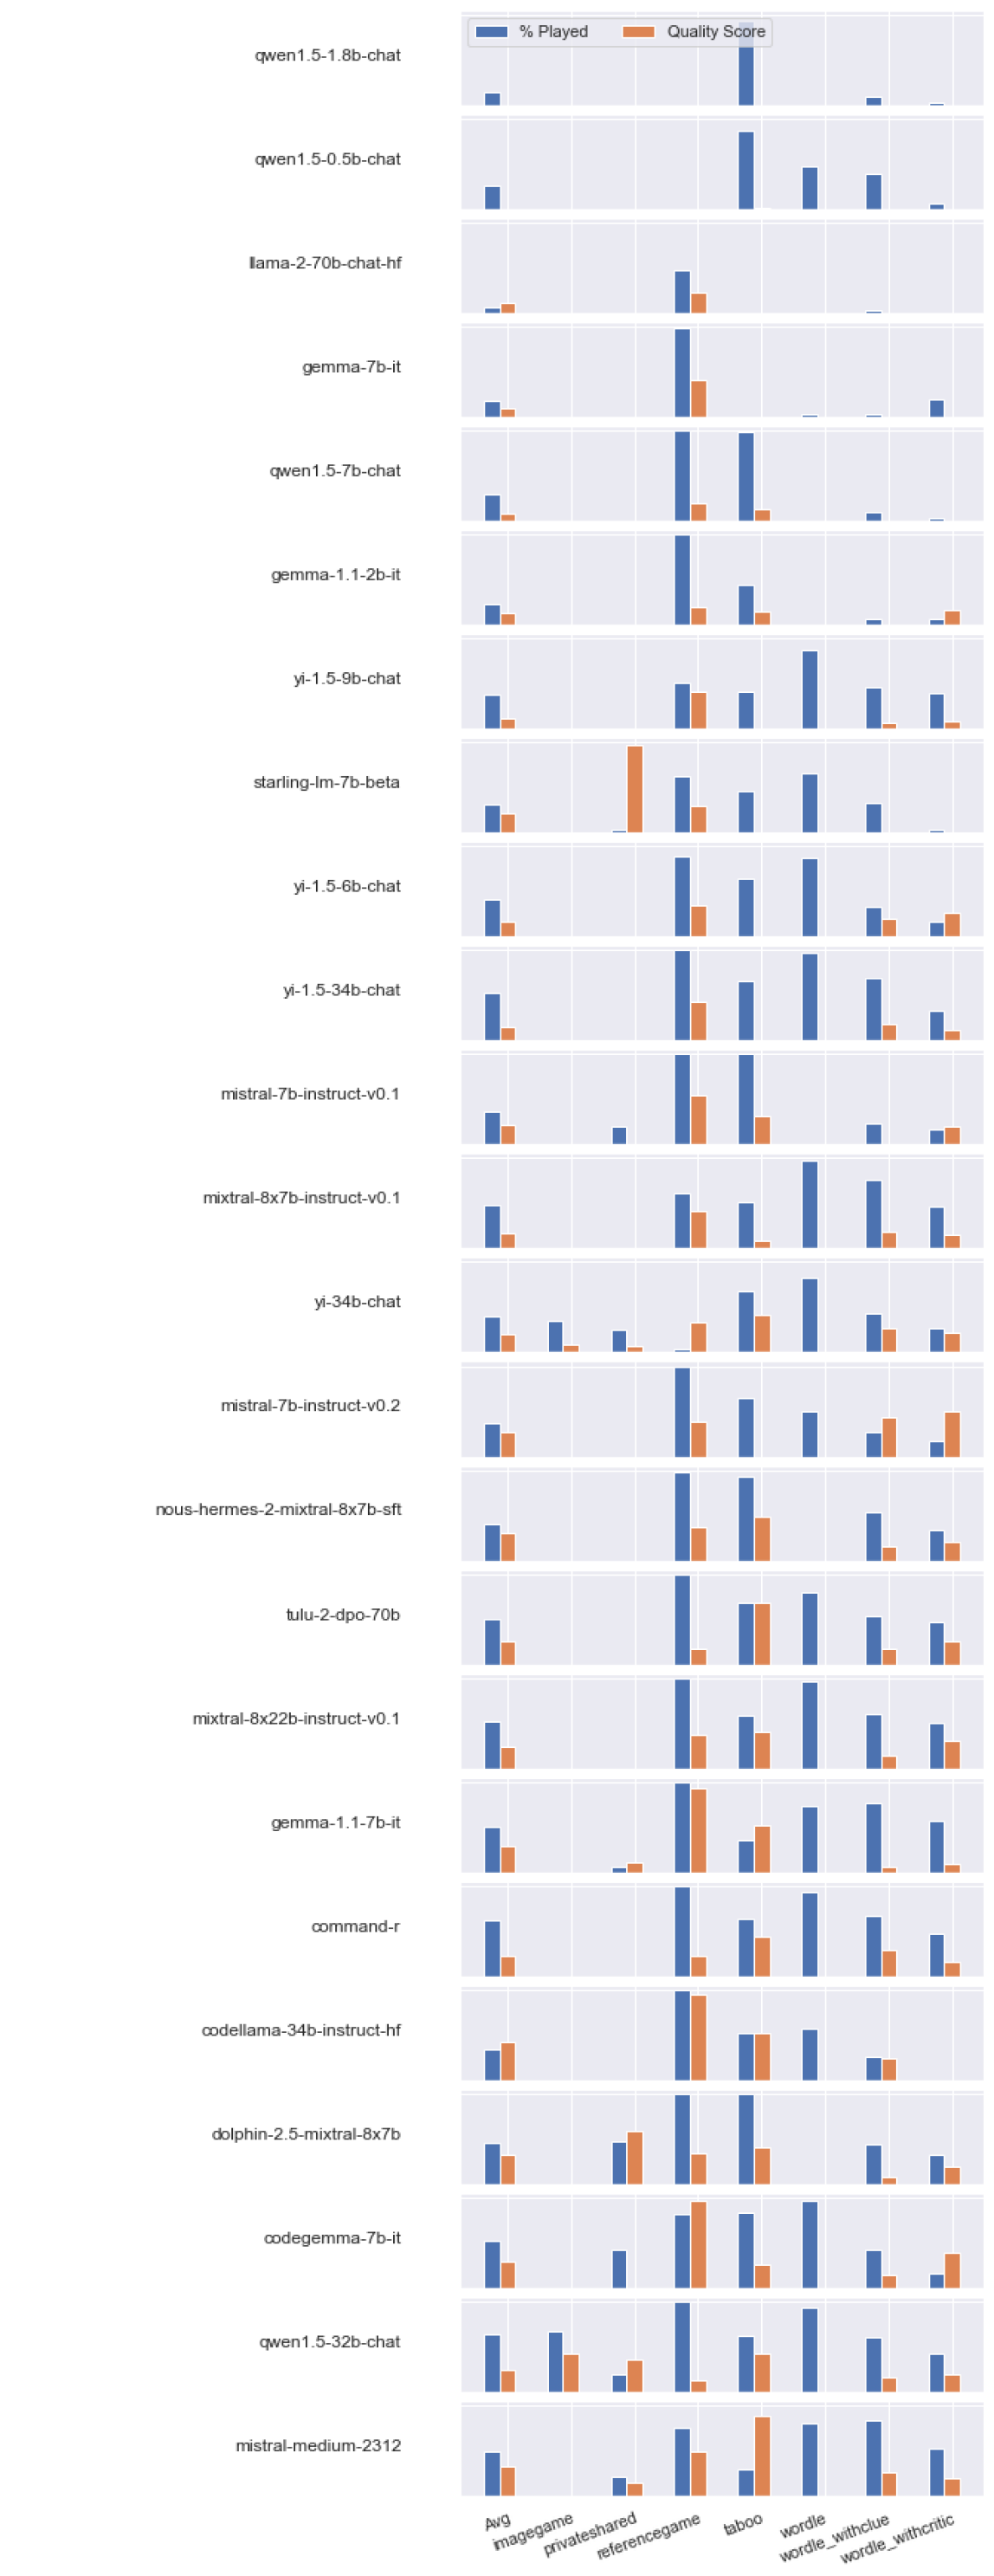 % Played Quality Score
qwen1.5-1.8b-chat
qwen1.5-0.5b-chat
llama-2-70b-chat-hf
gemma-7b-it
qwen1.5-7b-chat
gemma-1.1-2b-it
yi-1.5-9b-chat
starling-lm-7b-beta
yi-1.5-6b-chat
yi-1.5-34b-chat
mistral-7b-instruct-v0.1
mixtral-8x7b-instruct-v0.1
yi-34b-chat
mistral-7b-instruct-v0.2
nous-hermes-2-mixtral-8x7b-sft
tulu-2-dpo-70b
mixtral-8x22b-instruct-v0.1
gemma-1.1-7b-it
command-r
codellama-34b-instruct-hf
dolphin-2.5-mixtral-8x7b
codegemma-7b-it
qwen1.5-32b-chat
mistral-medium-2312
Avg
imagegame
privateshared
referencegame
taboo
wordle
wordle_withclue
wordle_withcritic